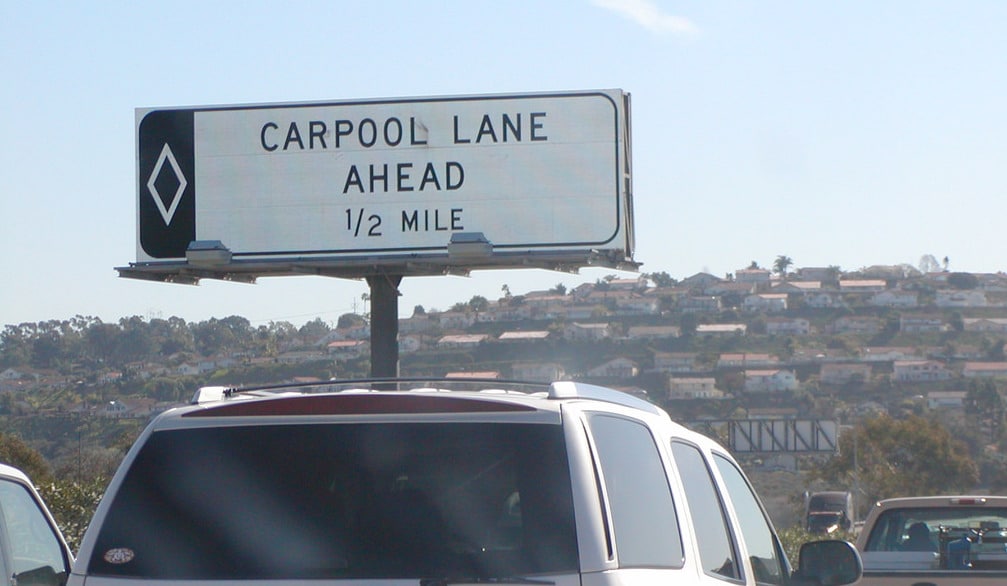 CARPOOL LANE
AHEAD
1/2 MILE